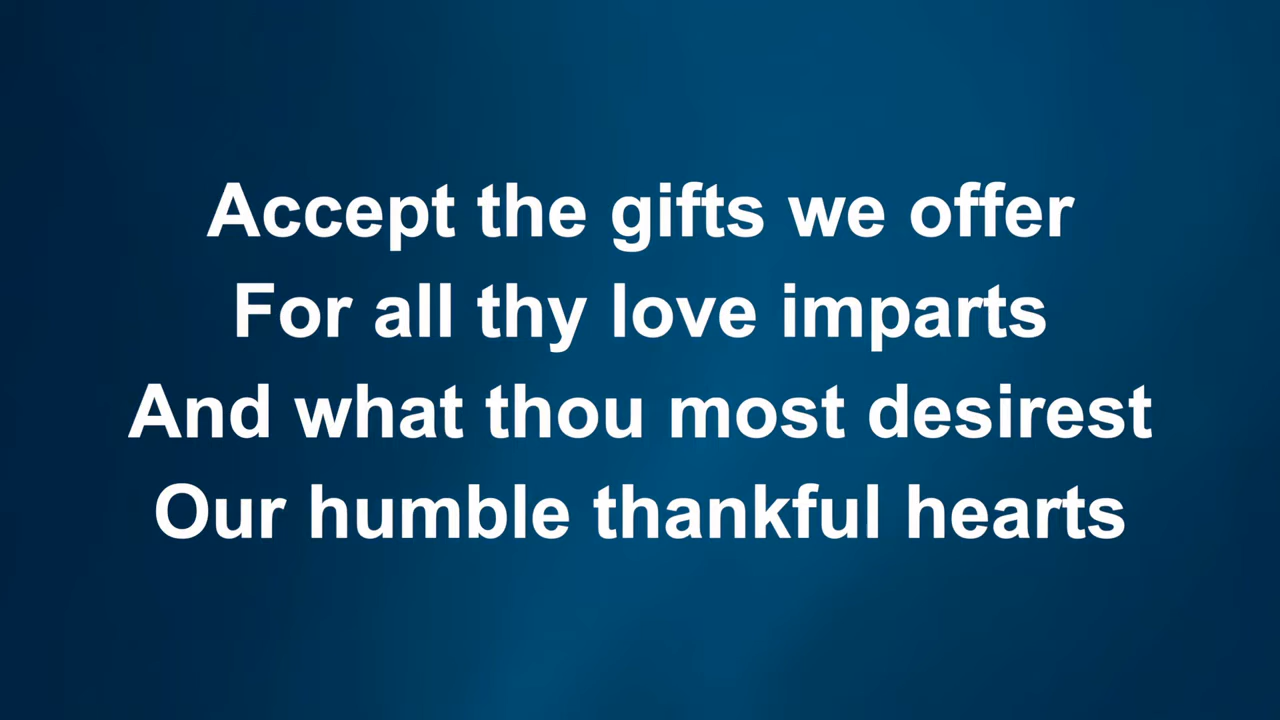 Accept the gifts we offer
For all thy love imparts
And what thou most desirest
Our humble thankful hearts